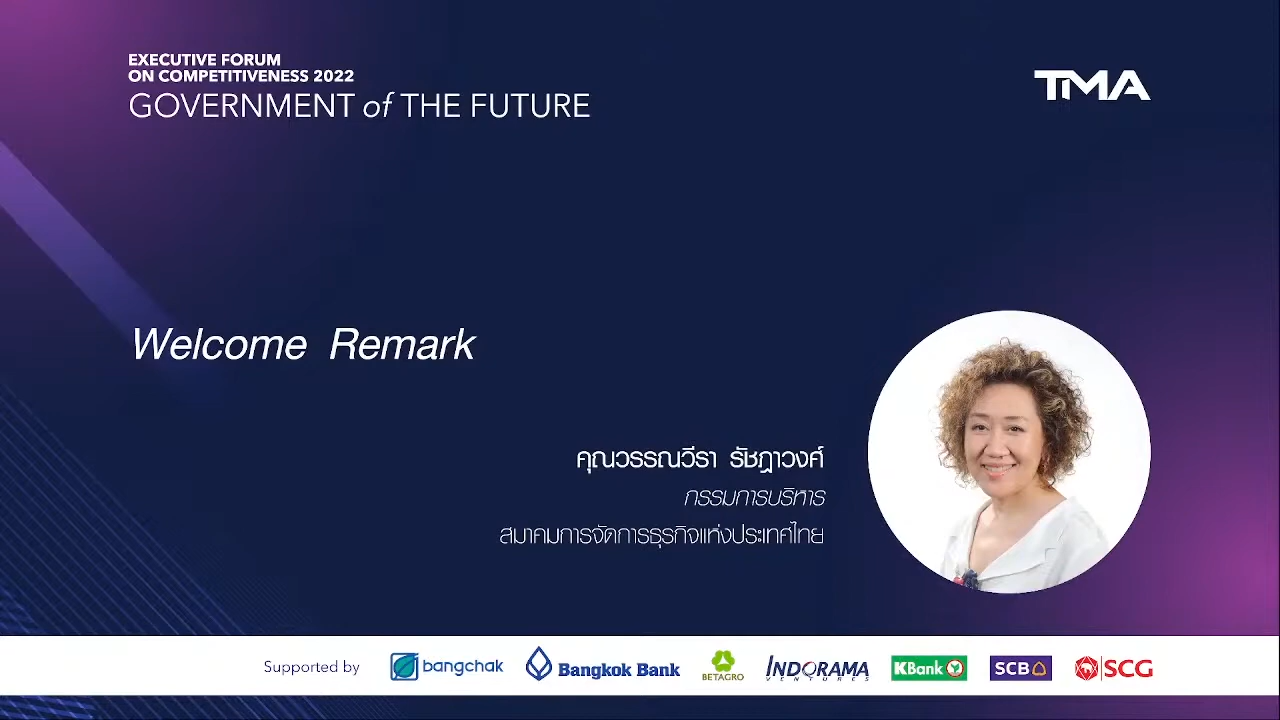 EXECUTIVE FORUM
ON COMPETITIVENESS 2022
GOVERNMENT of THE FUTURE
TMA
Welcome Remark
คุณวรรณวีรา รัชฎาวงศ์
กรรมการบริหาร
สมาคมการจัดการธุรกิจแห่งประเทศไทย
Supported by
bangchak
Bangkok Bank
BETAGRO
INDORAMA
VENTURES
KBank
SCB
SCG